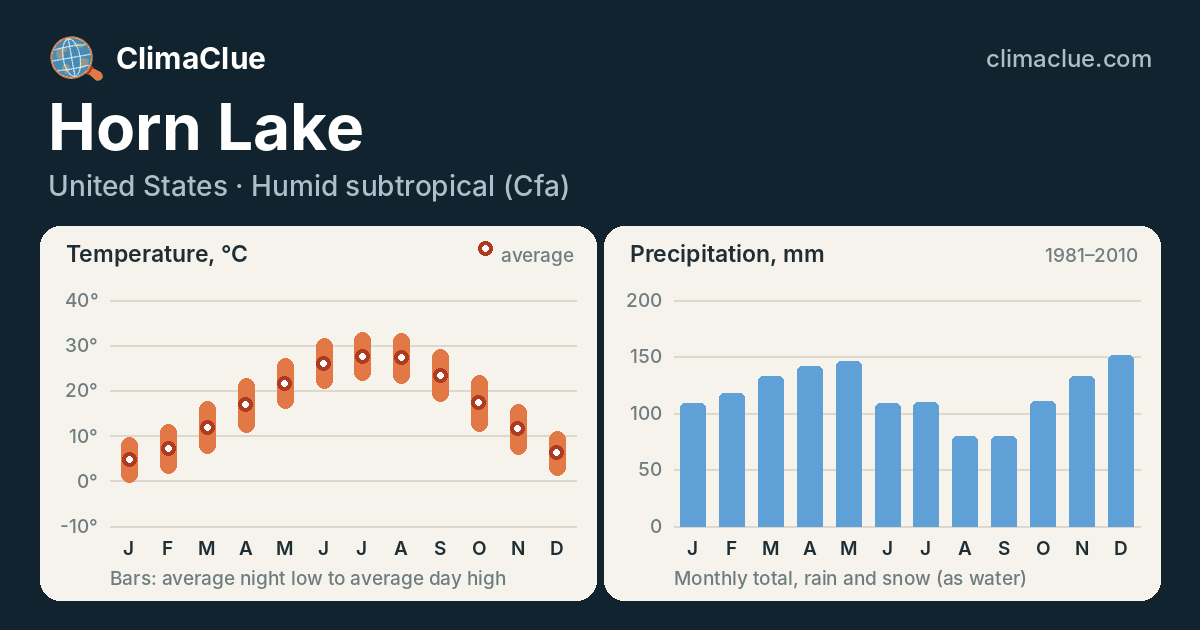 ClimaClue
climaclue.com
Horn Lake
United States · Humid subtropical (Cfa)
Temperature, °C
average
40°
30°
20°
10°
0°
-10°
J F M A M J J A S O N D
Bars: average night low to average day high
Precipitation, mm
1981–2010
200
150
100
50
0
J F M A M J J A S O N D
Monthly total, rain and snow (as water)